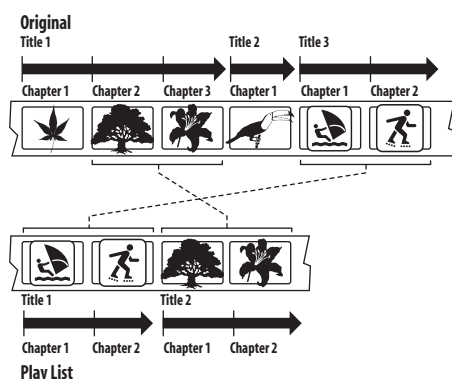 Original
Title 1 Title 2 Title 3
Chapter 1 Chapter 2 Chapter 3 Chapter 1 Chapter 1 Chapter 2
Title 1 Title 2
Chapter 1 Chapter 2 Chapter 1 Chapter 2
Play List